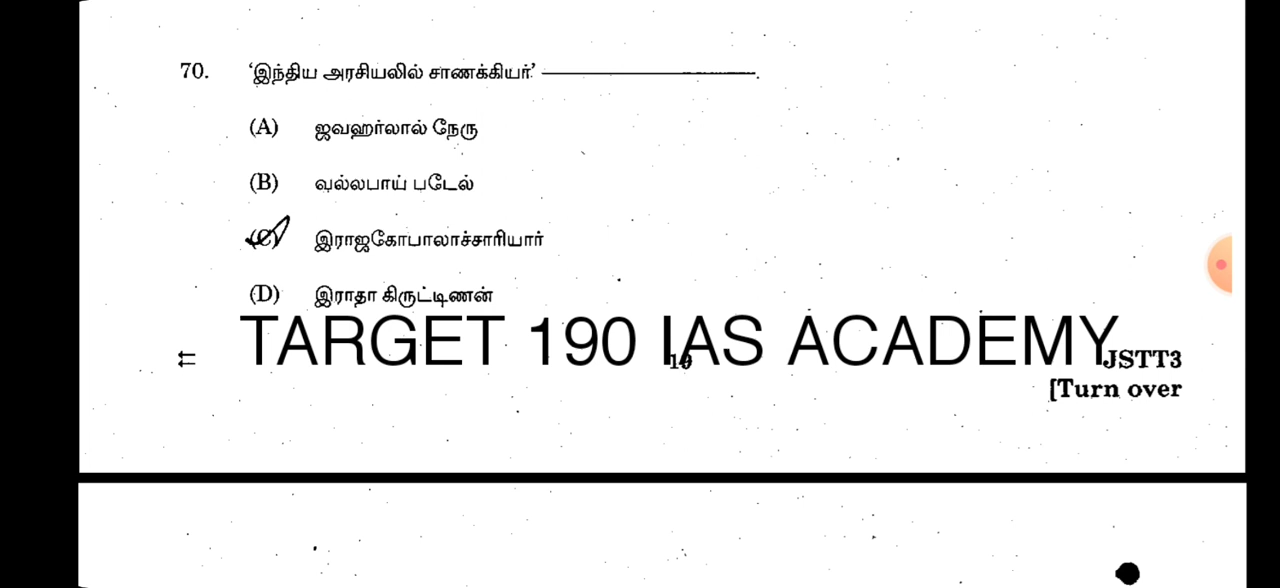 70. 'இந்திய அரசியலில் சாணக்கியர்' ————————.
(A) ஜவஹர்லால் நேரு
(B) வல்லபாய் படேல்
(C) இராஜகோபாலாச்சாரியார்
(D) இராதா கிருட்டிணன்
TARGET 190 IAS ACADEMY
JSTT3
[Turn over